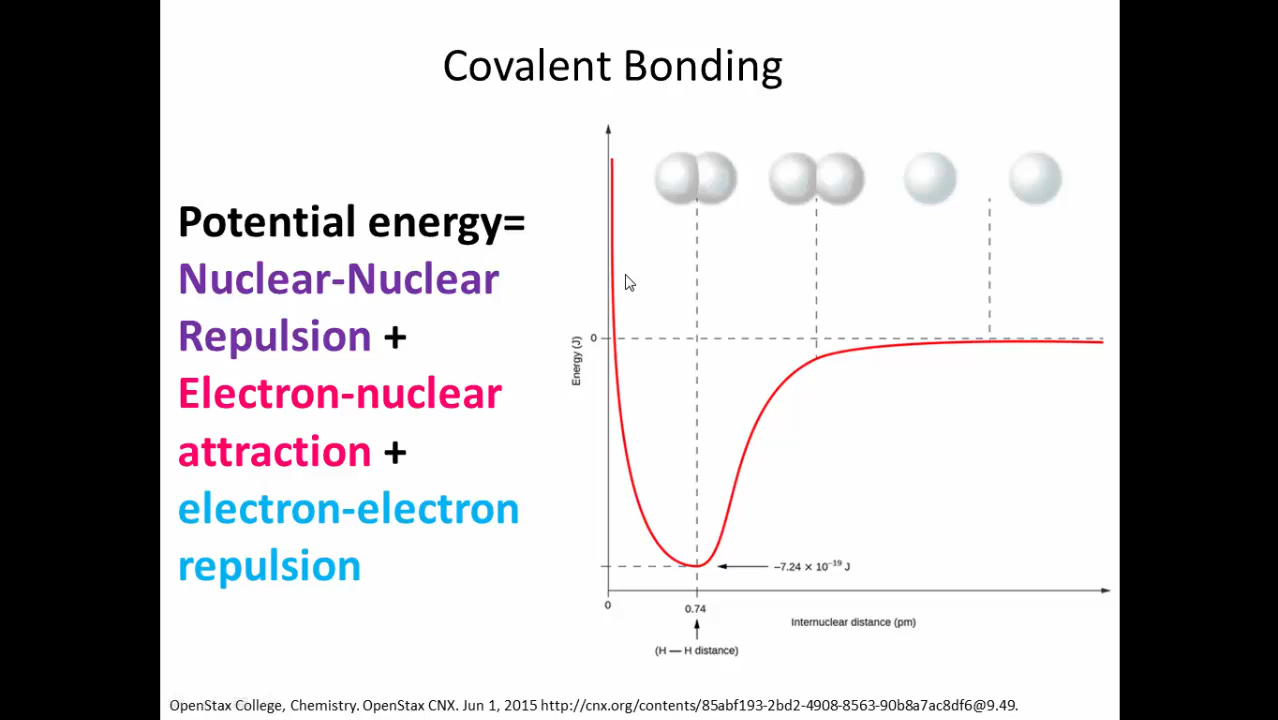 Covalent Bonding
Potential energy=
Nuclear-Nuclear
Repulsion +
Electron-nuclear
attraction +
electron-electron
repulsion
Energy (J)
0
−7.24 × 10⁻¹⁹ J
0
0.74
Internuclear distance (pm)
(H — H distance)
OpenStax College, Chemistry. OpenStax CNX. Jun 1, 2015 http://cnx.org/contents/85abf193-2bd2-4908-8563-90b8a7ac8df6@9.49.